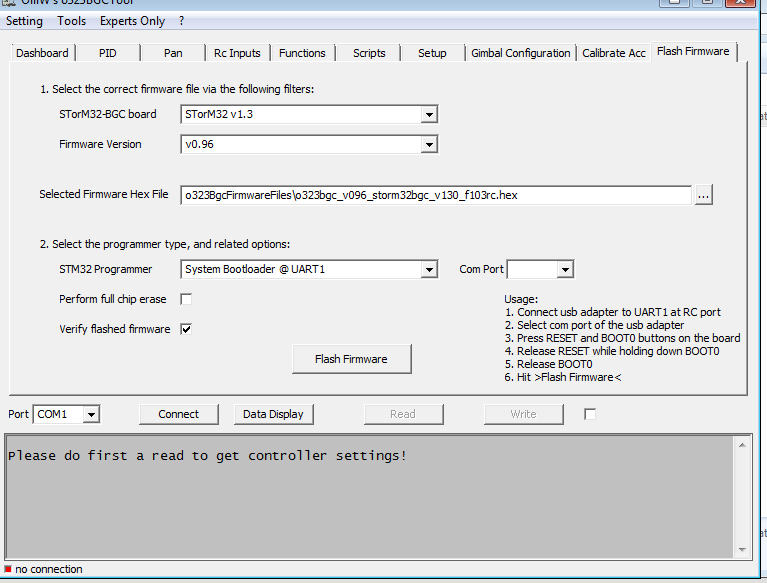 OlliW's o323BGCTool
Setting Tools Experts Only ?
Dashboard PID Pan Rc Inputs Functions Scripts Setup Gimbal Configuration Calibrate Acc Flash Firmware
1. Select the correct firmware file via the following filters:
STorM32-BGC board STorM32 v1.3
Firmware Version v0.96
Selected Firmware Hex File o323BgcFirmwareFiles\o323bgc_v096_storm32bgc_v130_f103rc.hex ...
2. Select the programmer type, and related options:
STM32 Programmer System Bootloader @ UART1 Com Port
Perform full chip erase
Usage:
1. Connect usb adapter to UART1 at RC port
2. Select com port of the usb adapter
Verify flashed firmware
3. Press RESET and BOOT0 buttons on the board
4. Release RESET while holding down BOOT0
Flash Firmware
5. Release BOOT0
6. Hit >Flash Firmware<
Port COM1 Connect Data Display Read Write
Please do first a read to get controller settings!
no connection